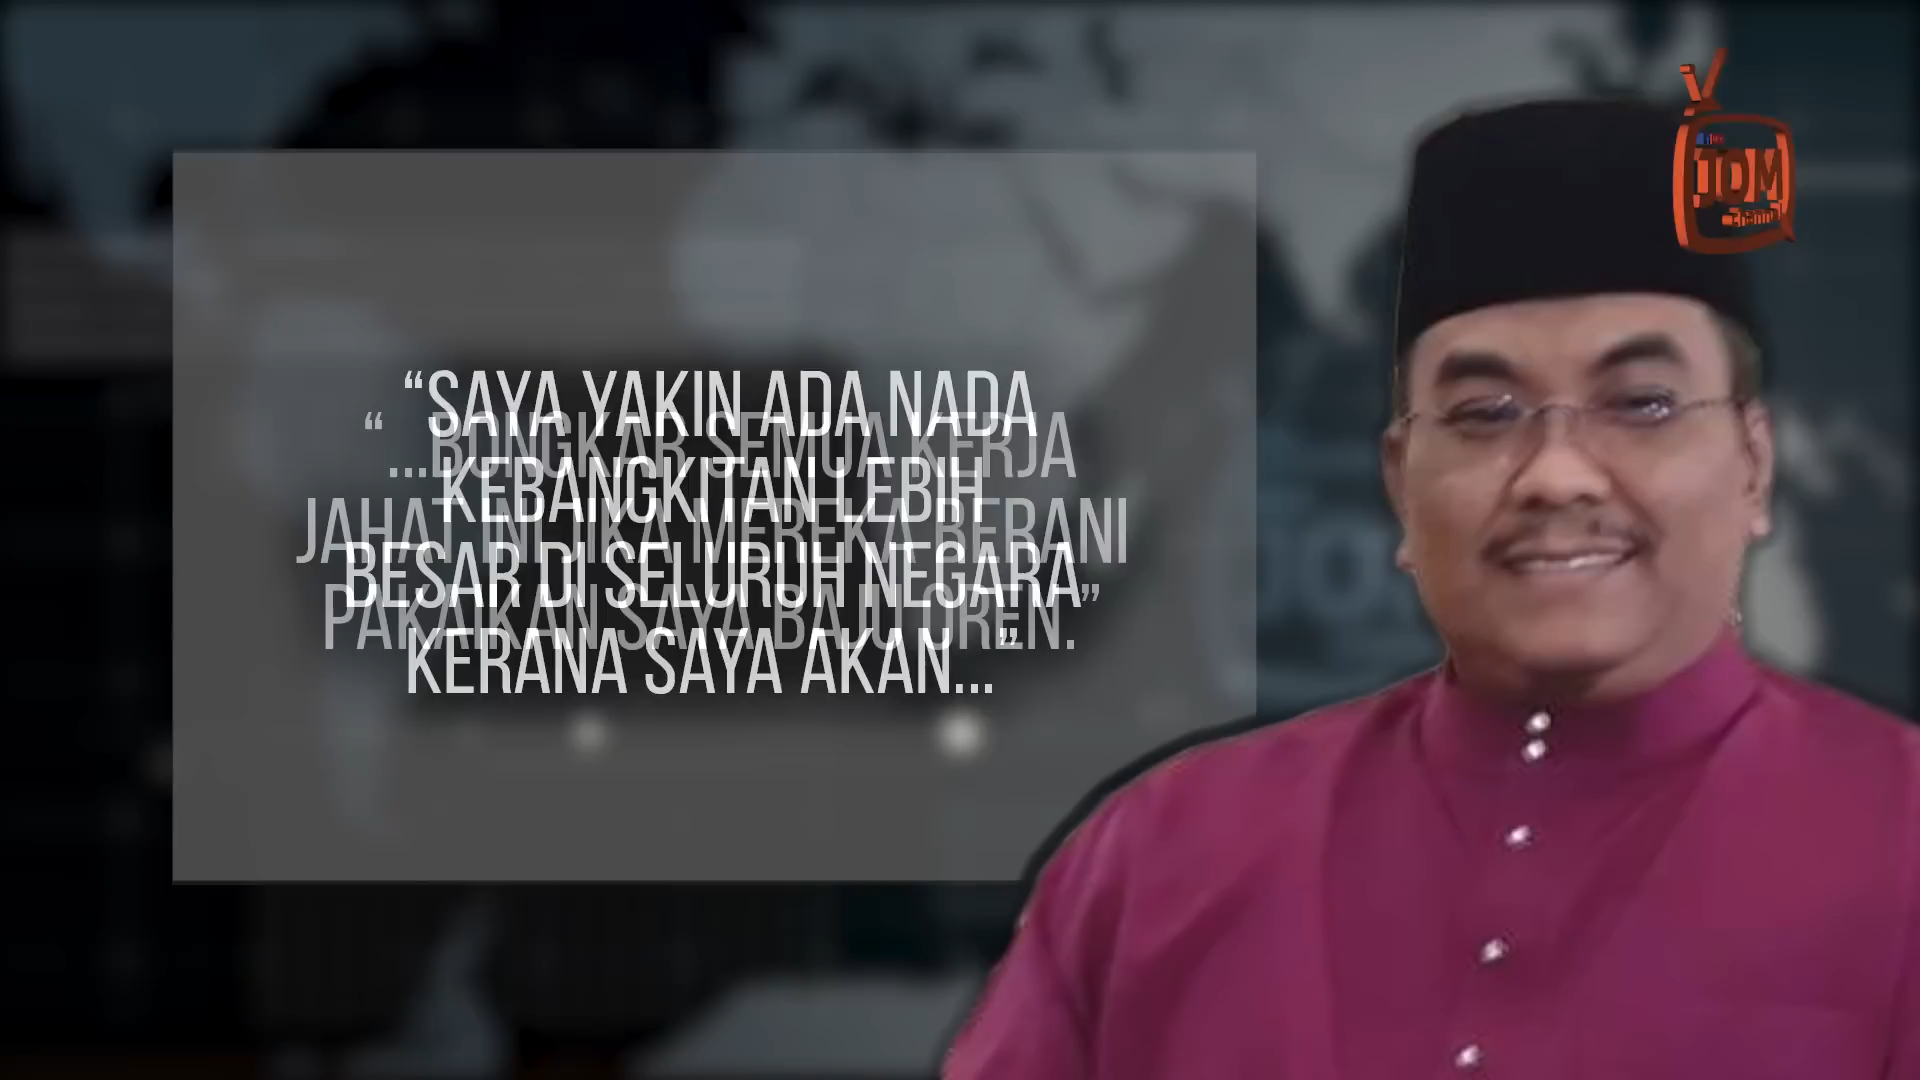 “SAYA YAKIN ADA NADA
KEBANGKITAN LEBIH
BESAR DI SELURUH NEGARA
KERANA SAYA AKAN... ”
“ ...BONGKAR SEMUA KERJA
JAHAT INI JIKA MEREKA BERANI
PAKAIKAN SAYA BAJU OREN.”
JOM
channel